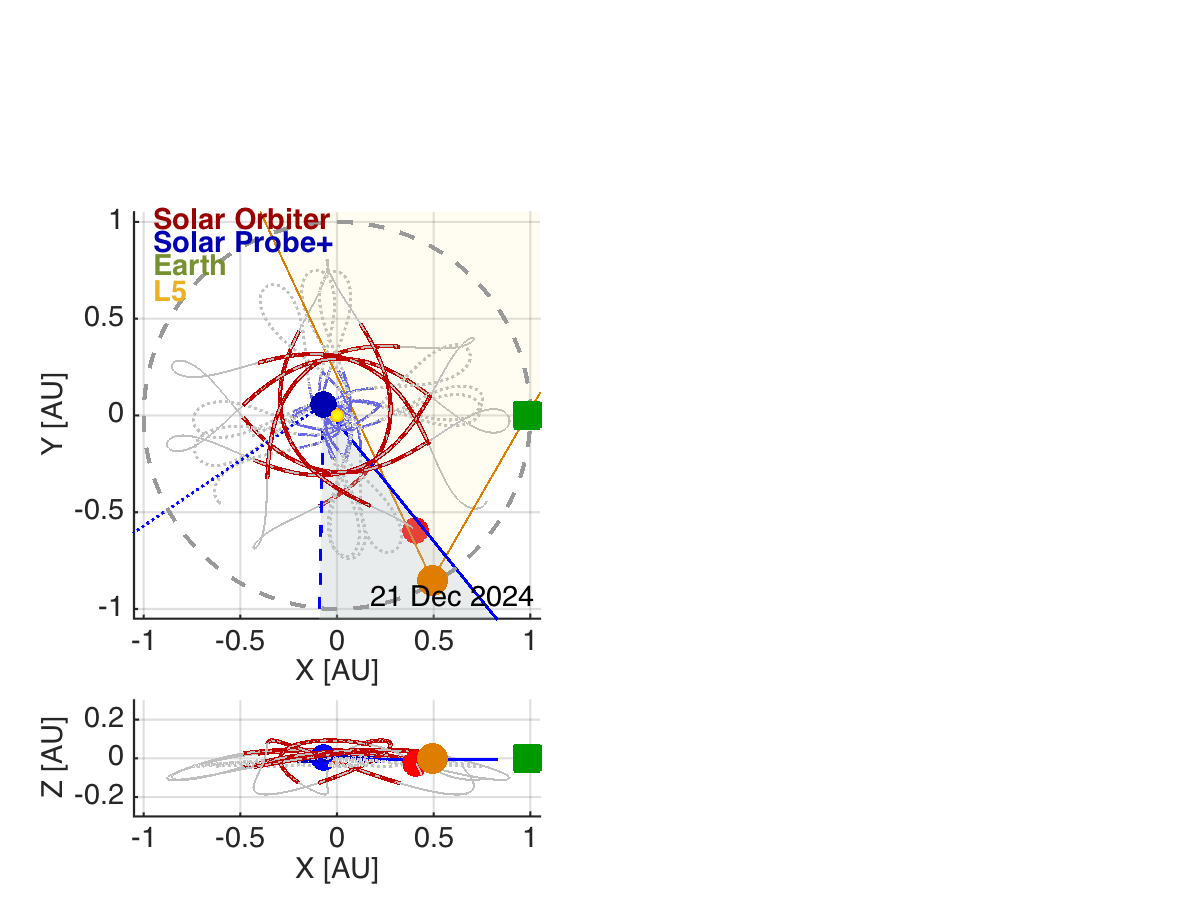 Solar Orbiter
Solar Probe+
Earth
L5
1
0.5
0
-0.5
-1
Y [AU]
21 Dec 2024
-1 -0.5 0 0.5 1
X [AU]
0.2
0
-0.2
Z [AU]
-1 -0.5 0 0.5 1
X [AU]